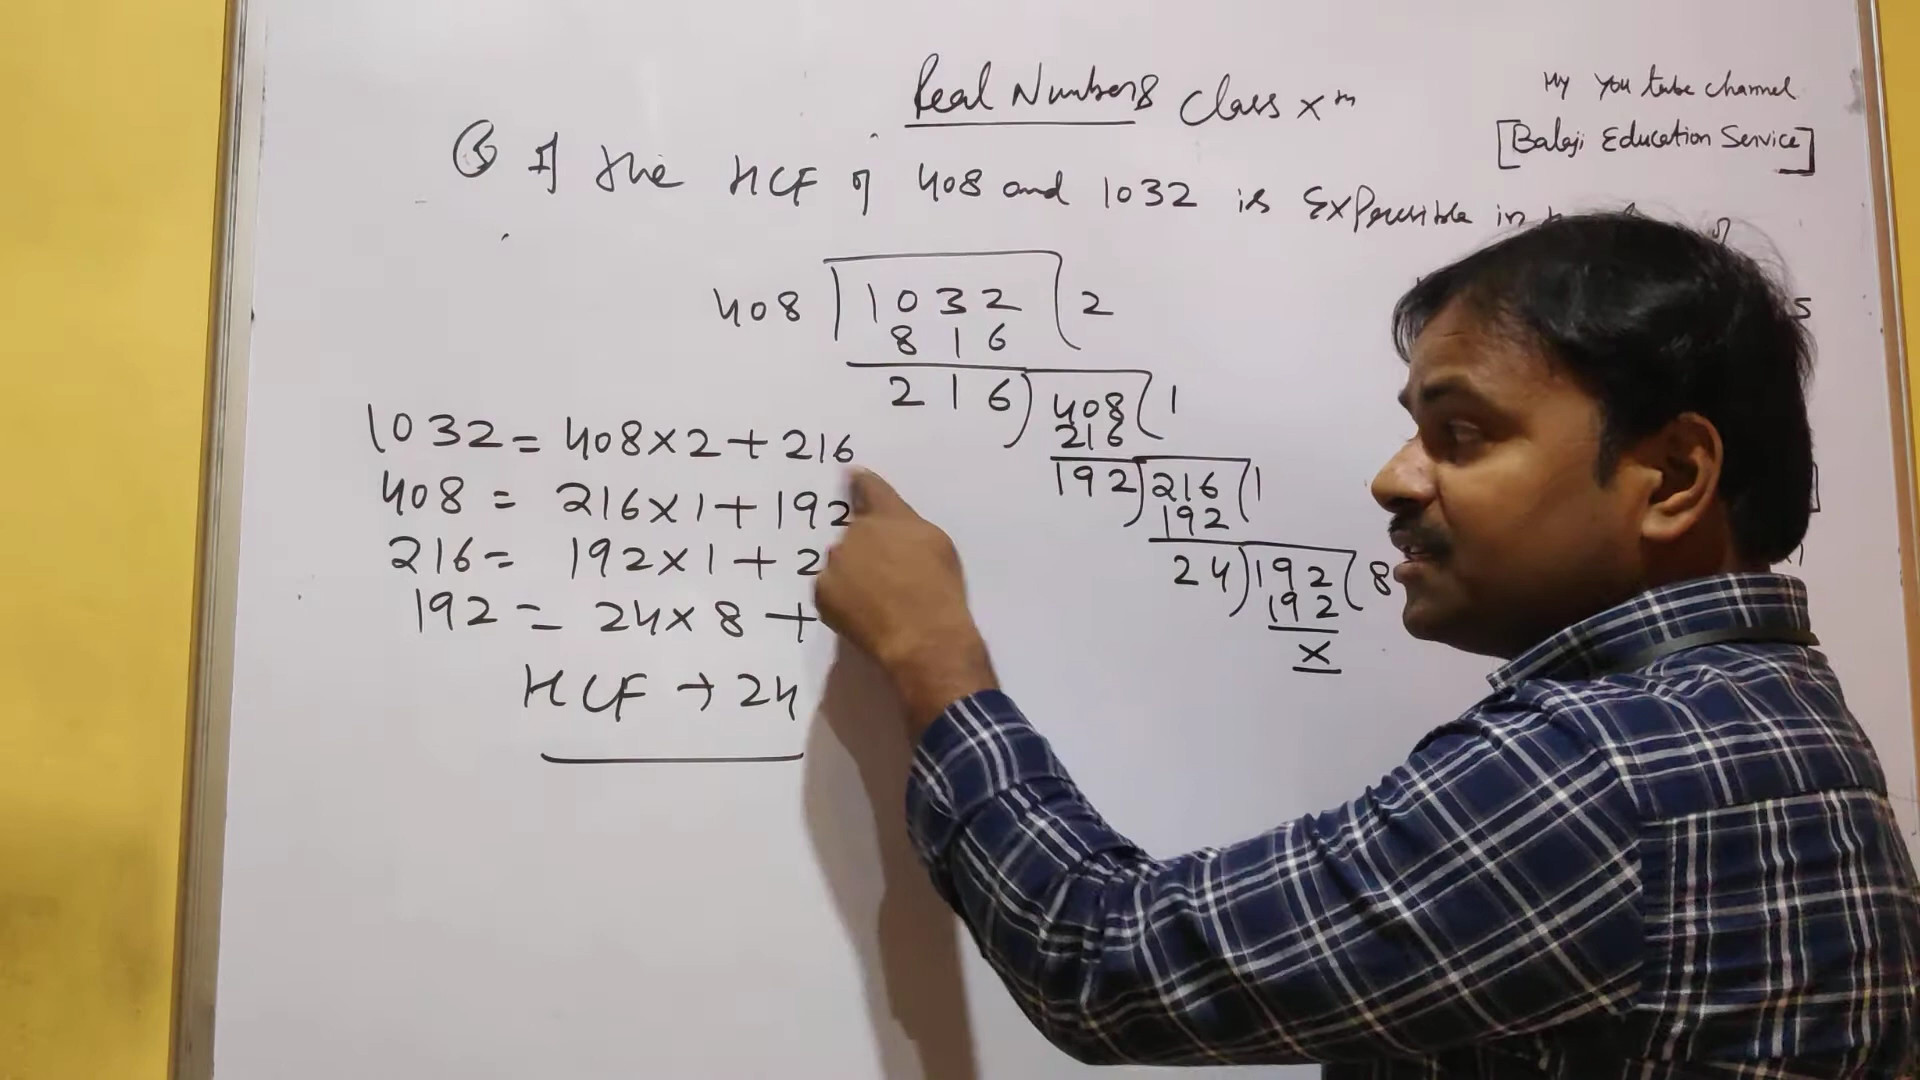 Real Numbers Class Xth
My You tube channel
[Balaji Education Service]
Q If the HCF of 408 and 1032 is Expressible in
408 1032 2
816
216 408 1
216
192 216 1
192
24 192 8
192
x
1032 = 408×2+216
408 = 216×1+192
216 = 192×1+2
192 = 24×8+
HCF → 24